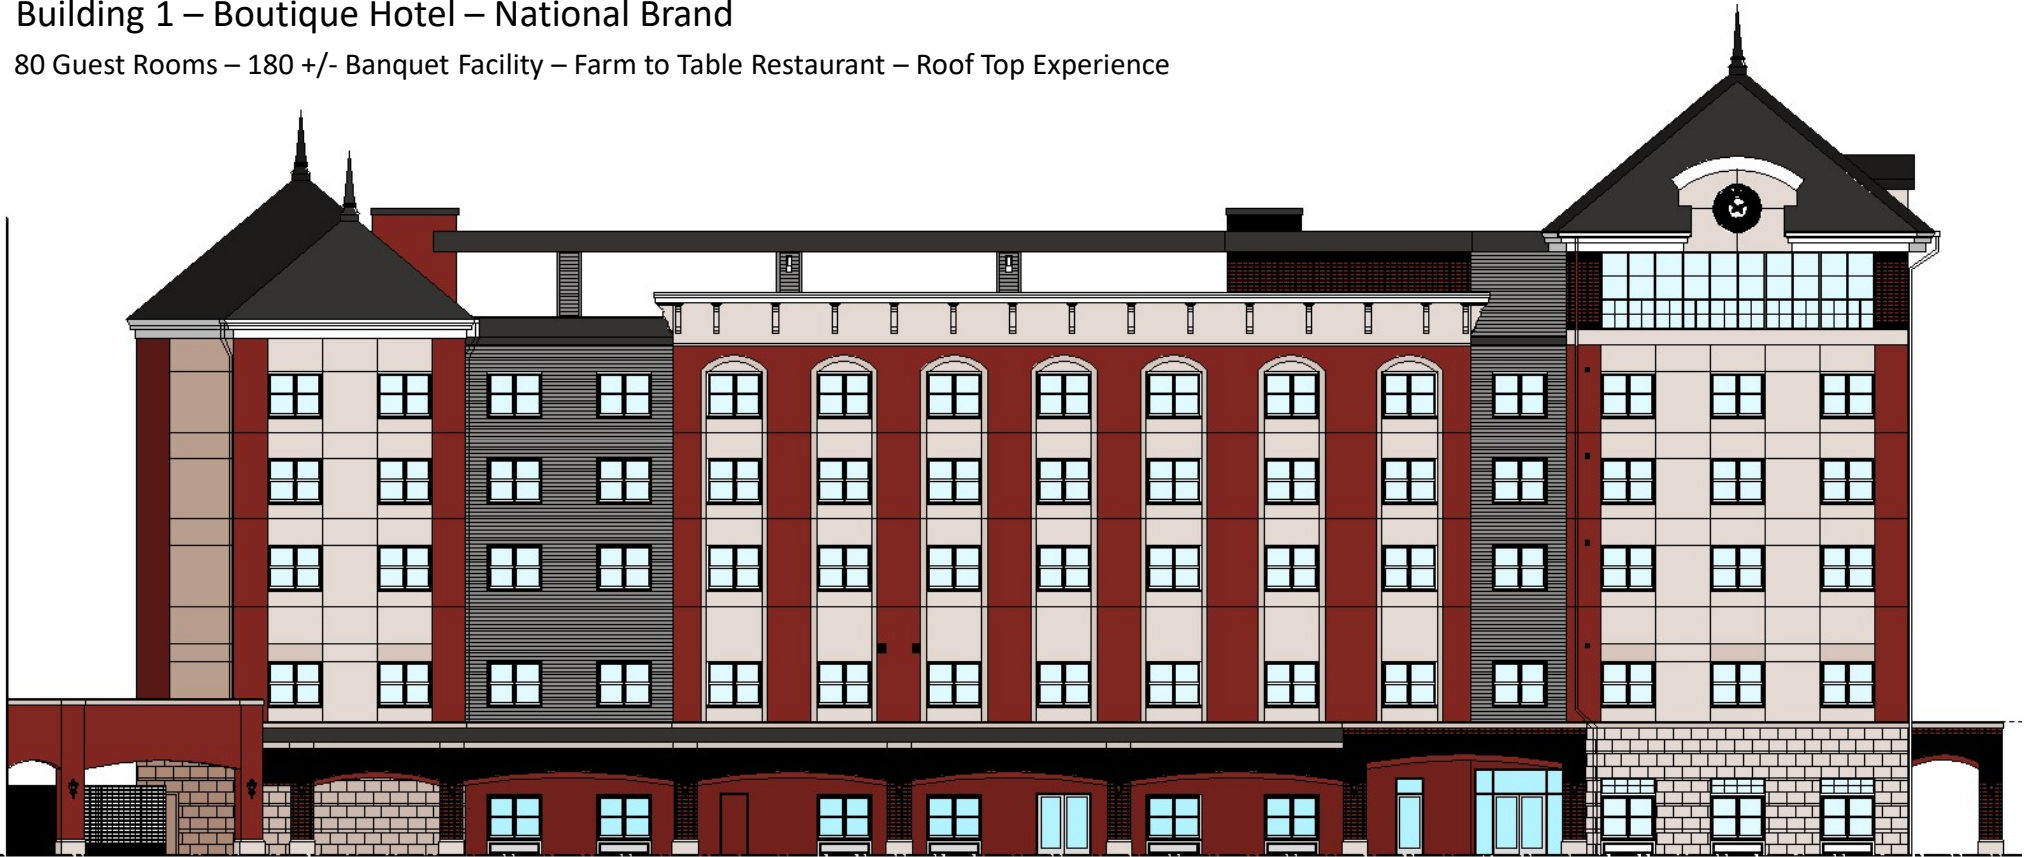 Building 1 – Boutique Hotel – National Brand
80 Guest Rooms – 180 +/- Banquet Facility – Farm to Table Restaurant – Roof Top Experience